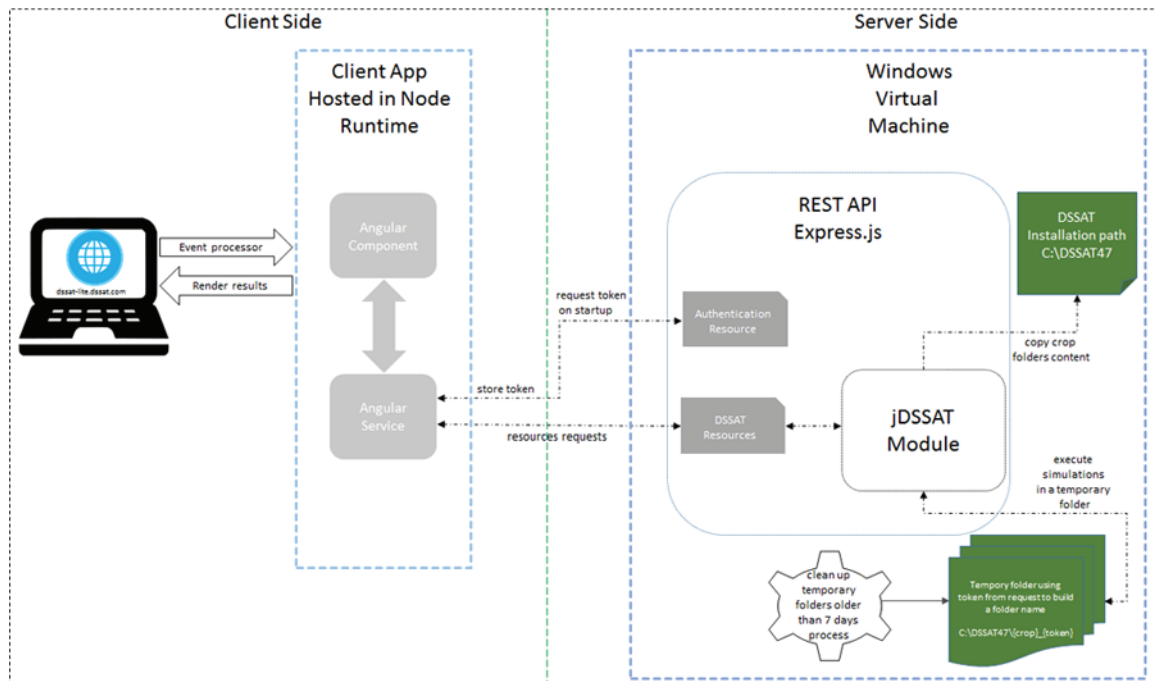 Client Side
Server Side
Client App
Hosted in Node
Runtime
Windows
Virtual
Machine
Angular
Component
Event processor
Render results
dssat-lite.dssat.com
Angular
Service
request token
on startup
store token
resources requests
REST API
Express.js
Authentication
Resource
DSSAT
Resources
jDSSAT
Module
DSSAT
Installation path
C:\DSSAT47
copy crop
folders content
execute
simulations
in a temporary
folder
clean up
temporary
folders older
than 7 days
process
Tempory folder using
token from request to build
a folder name
C:\DSSAT47\{crop}_{token}